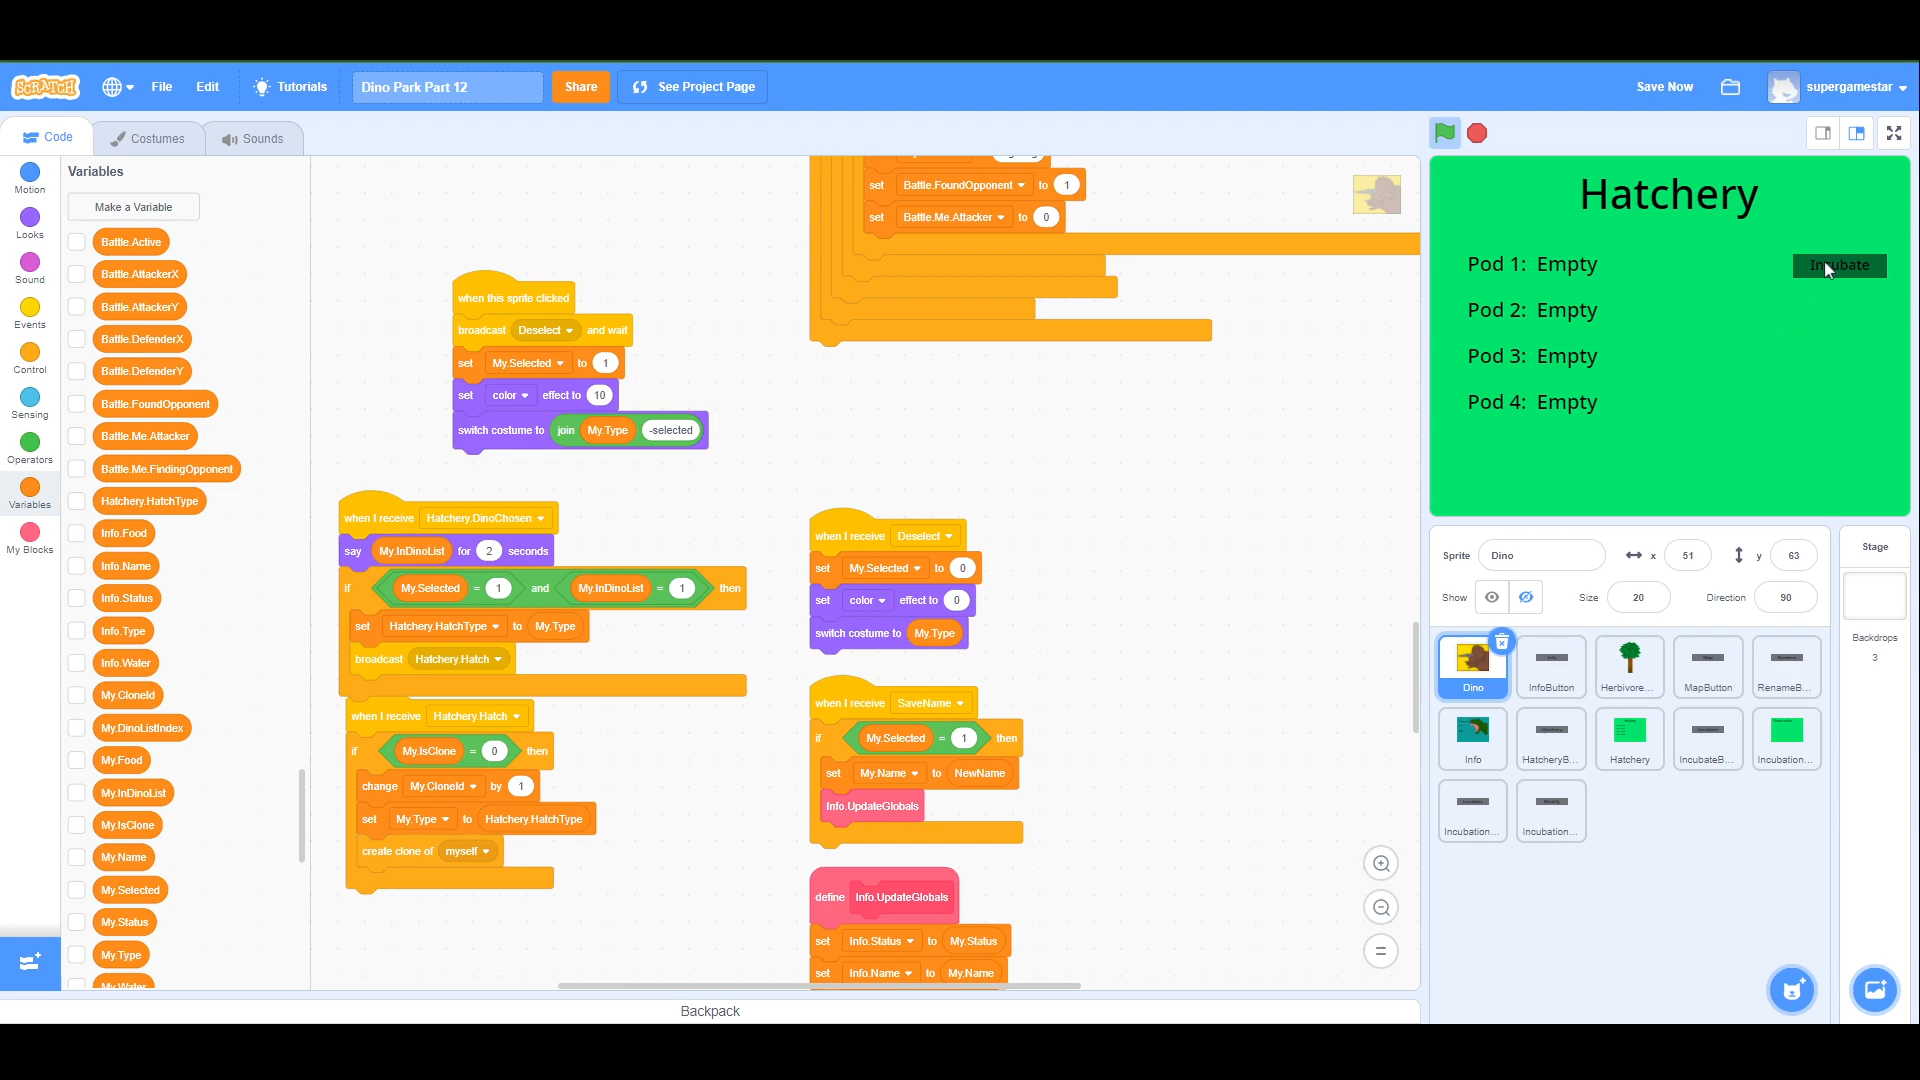 SCRATCH
File
Edit
Tutorials
Dino Park Part 12
Share
See Project Page
Save Now
supergamestar
Code
Costumes
Sounds
Motion
Looks
Sound
Events
Control
Sensing
Operators
Variables
My Blocks
Variables
Make a Variable
Battle.Active
Battle.AttackerX
Battle.AttackerY
Battle.DefenderX
Battle.DefenderY
Battle.FoundOpponent
Battle.Me.Attacker
Battle.Me.FindingOpponent
Hatchery.HatchType
Info.Food
Info.Name
Info.Status
Info.Type
Info.Water
My.CloneId
My.DinoListIndex
My.Food
My.InDinoList
My.IsClone
My.Name
My.Selected
My.Status
My.Type
My.Water
when this sprite clicked
broadcast Deselect and wait
set My.Selected to 1
set color effect to 10
switch costume to join My.Type -selected
when I receive Hatchery.DinoChosen
say My.InDinoList for 2 seconds
if My.Selected = 1 and My.InDinoList = 1 then
set Hatchery.HatchType to My.Type
broadcast Hatchery.Hatch
when I receive Hatchery.Hatch
if My.IsClone = 0 then
change My.CloneId by 1
set My.Type to Hatchery.HatchType
create clone of myself
set Battle.FoundOpponent to 1
set Battle.Me.Attacker to 0
when I receive Deselect
set My.Selected to 0
set color effect to 0
switch costume to My.Type
when I receive SaveName
if My.Selected = 1 then
set My.Name to NewName
Info.UpdateGlobals
define Info.UpdateGlobals
set Info.Status to My.Status
set Info.Name to My.Name
Backpack
Hatchery
Pod 1: Empty
Incubate
Pod 2: Empty
Pod 3: Empty
Pod 4: Empty
Sprite Dino x 51 y 63
Show Size 20 Direction 90
Stage
Backdrops
3
Dino
InfoButton
Herbivore...
MapButton
RenameB...
Info
HatcheryB...
Hatchery
IncubateB...
Incubation...
Incubation...
Incubation...